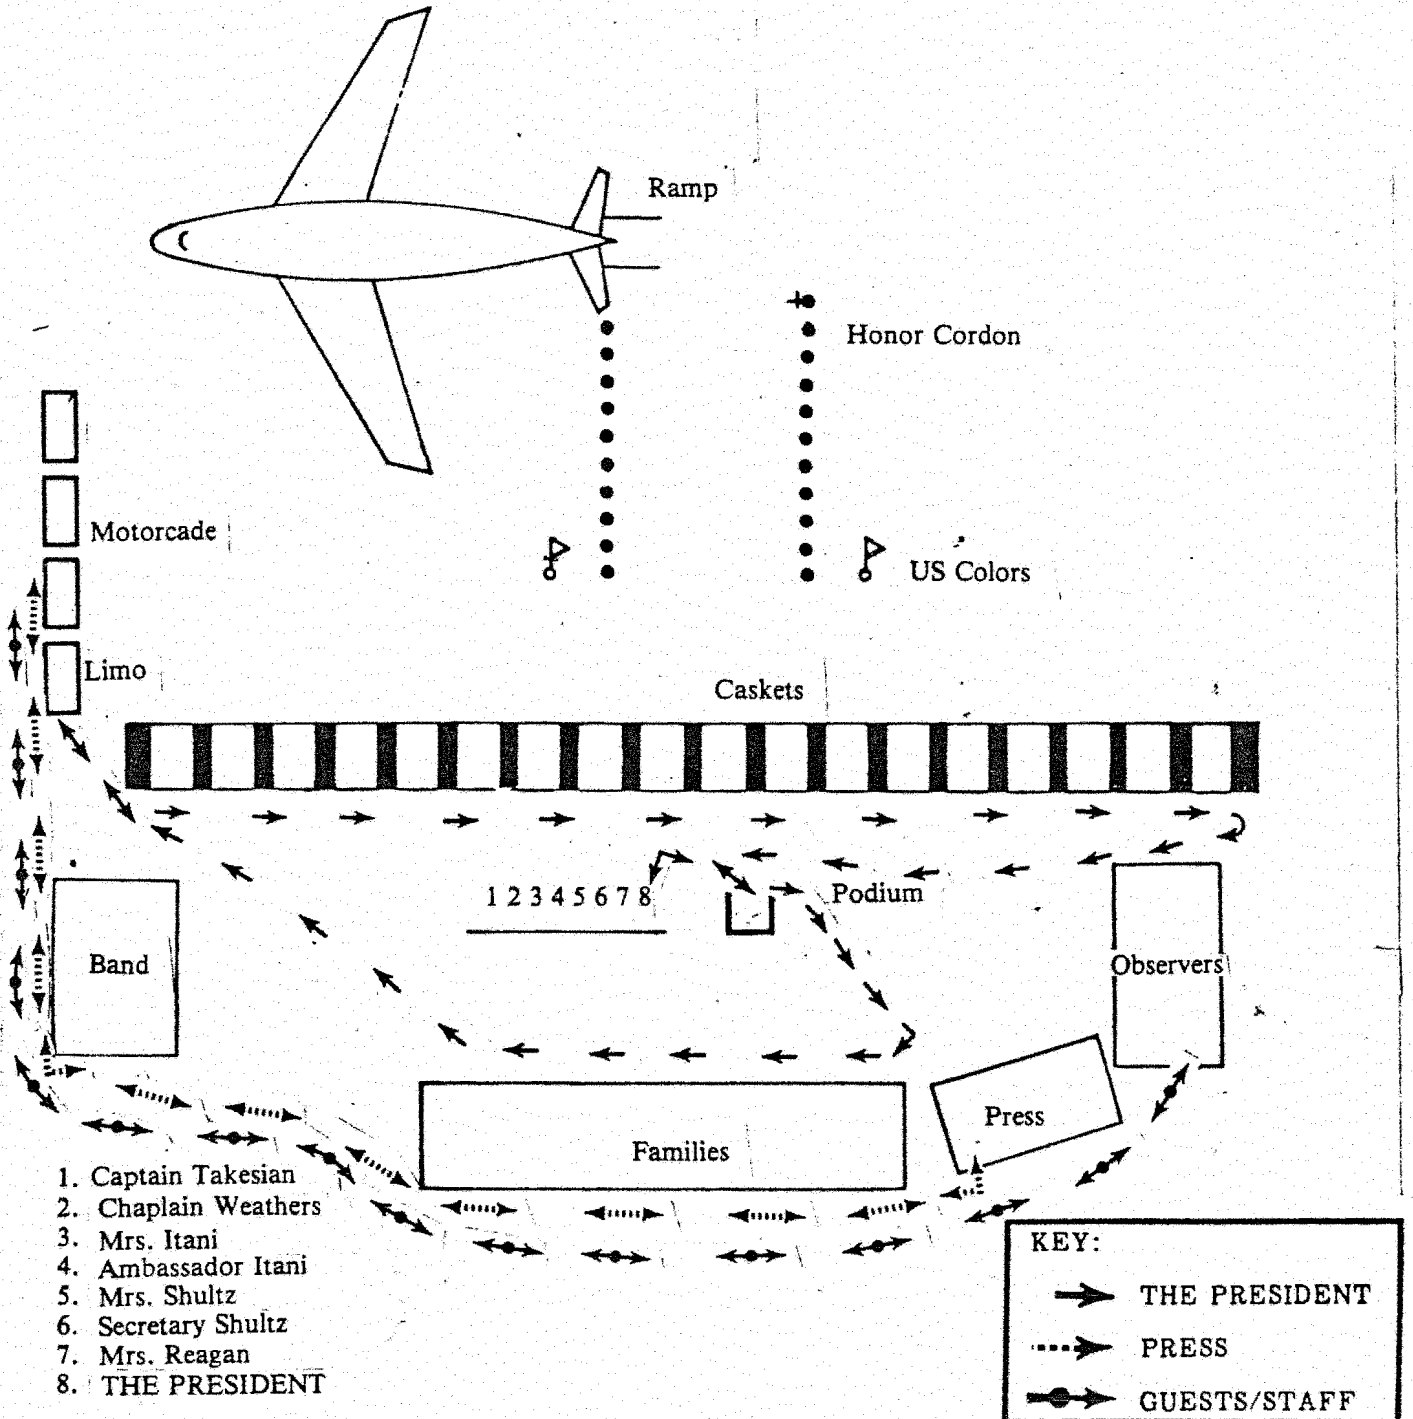 Ramp
Honor Cordon
Motorcade
US Colors
Limo
Caskets
1 2 3 4 5 6 7 8
Podium
Band
Observers
Press
Families
1. Captain Takesian
2. Chaplain Weathers
3. Mrs. Itani
4. Ambassador Itani
5. Mrs. Shultz
6. Secretary Shultz
7. Mrs. Reagan
8. THE PRESIDENT
KEY:
THE PRESIDENT
PRESS
GUESTS/STAFF